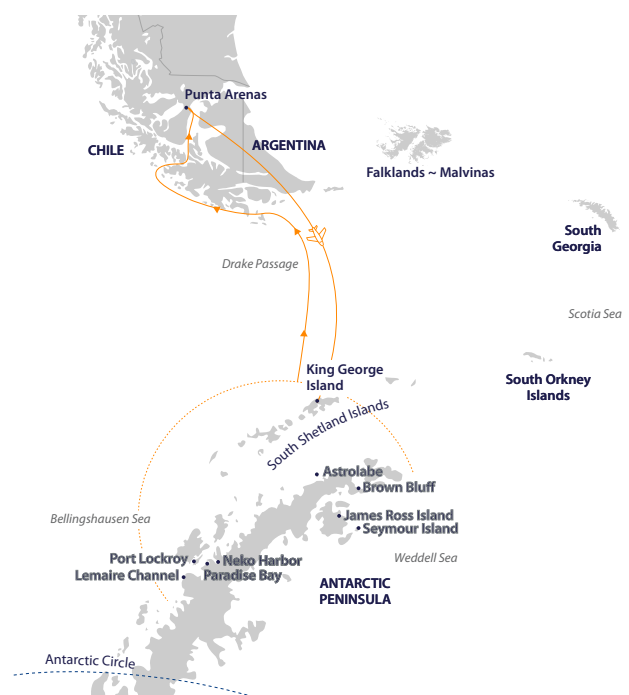 Punta Arenas
ARGENTINA
CHILE
Falklands ~ Malvinas
South
Georgia
Drake Passage
Scotia Sea
King George
Island
South Orkney
Islands
South Shetland Islands
Astrolabe
Brown Bluff
James Ross Island
Bellingshausen Sea
Seymour Island
Port Lockroy
Neko Harbor
Weddell Sea
Lemaire Channel
Paradise Bay
ANTARCTIC
PENINSULA
Antarctic Circle